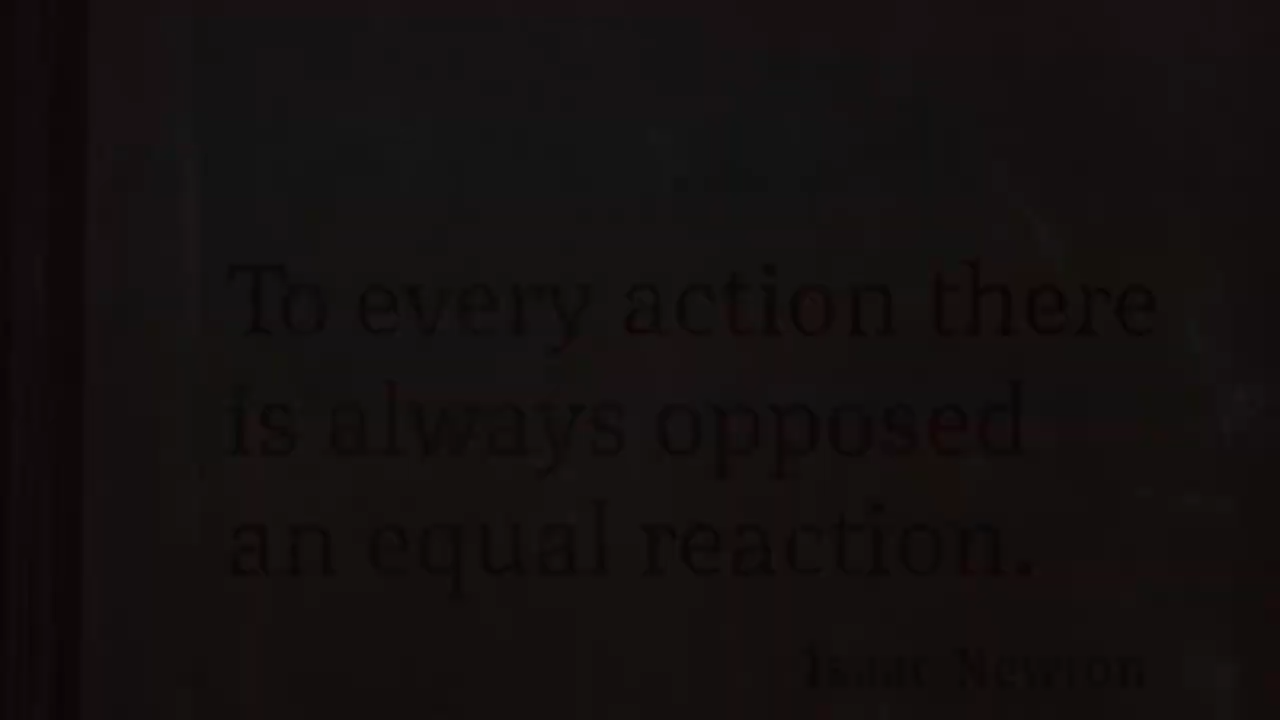 To every action there
is always opposed
an equal reaction.
Isaac Newton